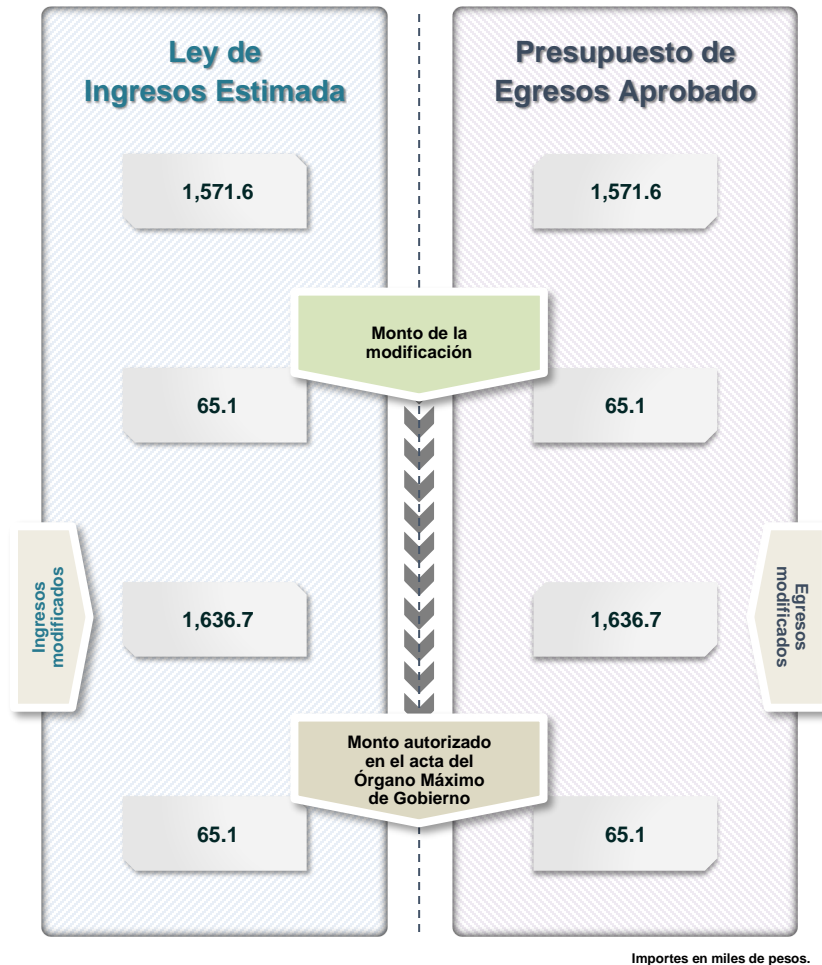 Ley de
Ingresos Estimada
Presupuesto de
Egresos Aprobado
1,571.6
1,571.6
Monto de la
modificación
65.1
65.1
Ingresos
modificados
1,636.7
1,636.7
Egresos
modificados
Monto autorizado
en el acta del
Órgano Máximo
de Gobierno
65.1
65.1
Importes en miles de pesos.